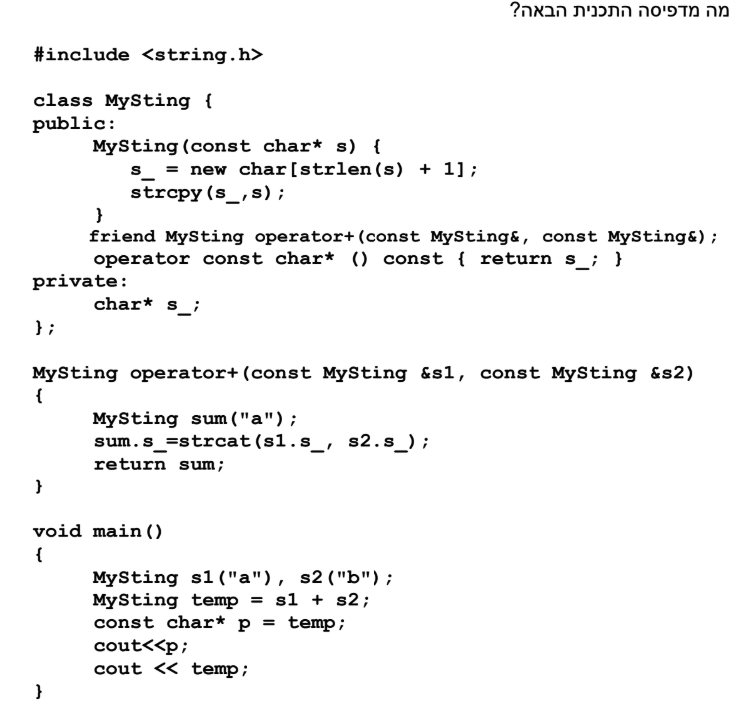 מה מדפיסה התכנית הבאה?
#include <string.h>
class MySting {
public:
MySting(const char* s) {
s_ = new char[strlen(s) + 1];
strcpy(s_,s);
}
friend MySting operator+(const MySting&, const MySting&);
operator const char* () const { return s_; }
private:
char* s_;
};
MySting operator+(const MySting &s1, const MySting &s2)
{
MySting sum("a");
sum.s_=strcat(s1.s_, s2.s_);
return sum;
}
void main()
{
MySting s1("a"), s2("b");
MySting temp = s1 + s2;
const char* p = temp;
cout<<p;
cout << temp;
}